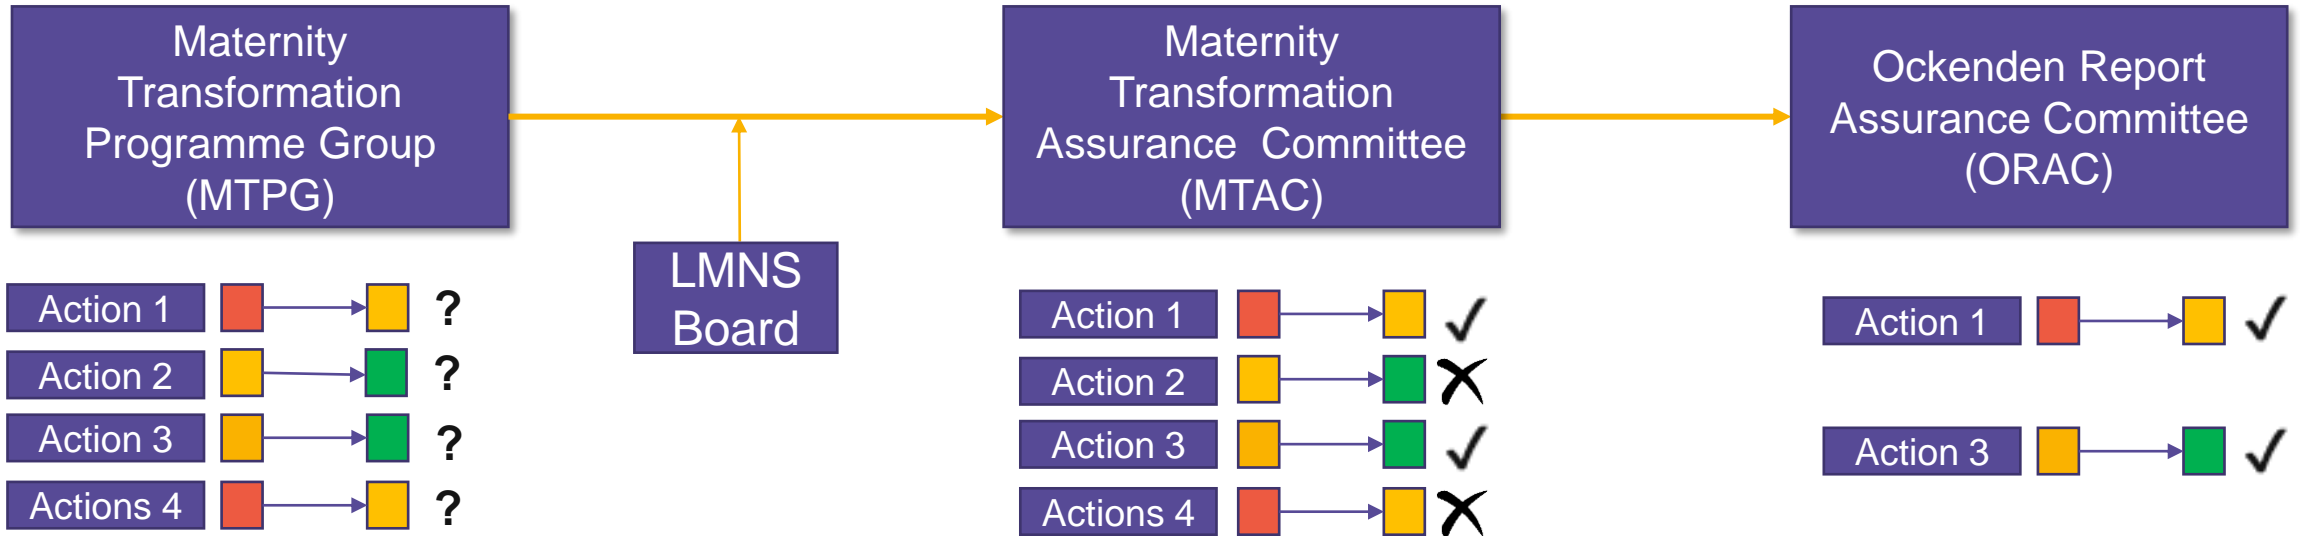 Maternity
Transformation
Programme Group
(MTPG)
Maternity
Transformation
Assurance Committee
(MTAC)
Ockenden Report
Assurance Committee
(ORAC)
LMNS
Board
Action 1
?
Action 2
?
Action 3
?
Actions 4
?
Action 1
Action 2
Action 3
Actions 4
Action 1
Action 3